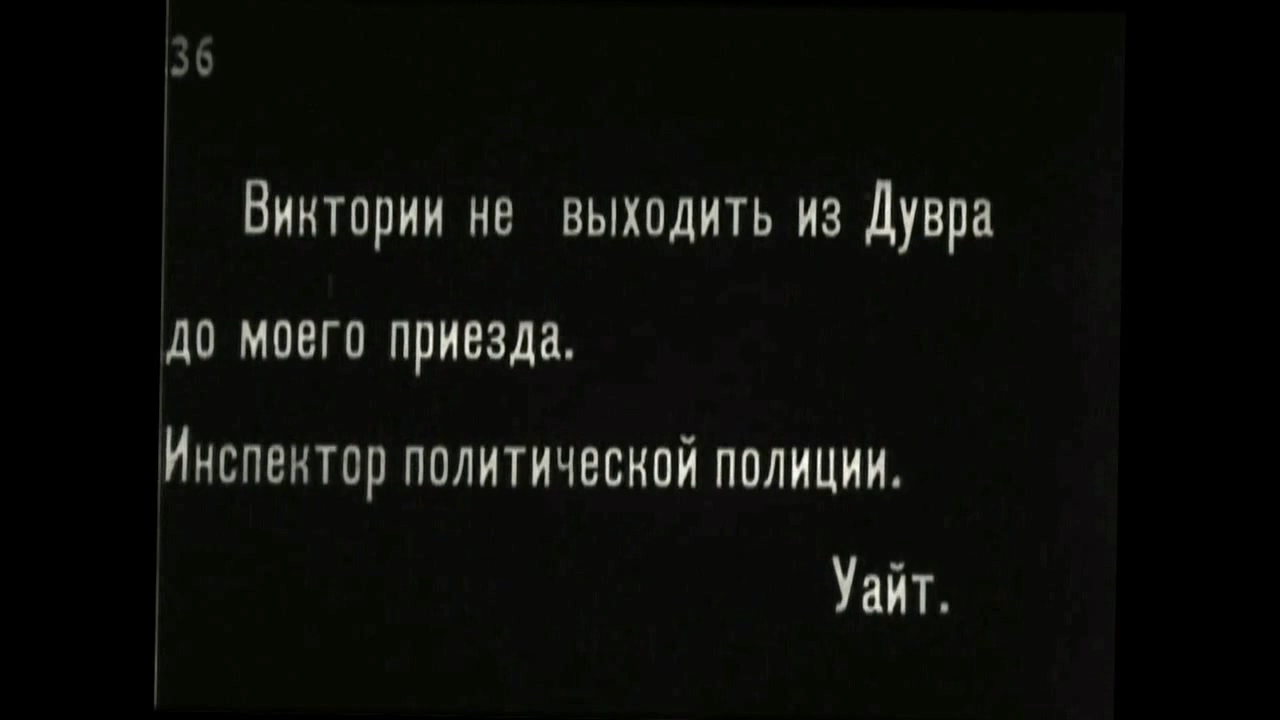 36
Виктории не выходить из Дувра
до моего приезда.
Инспектор политической полиции.
Уайт.